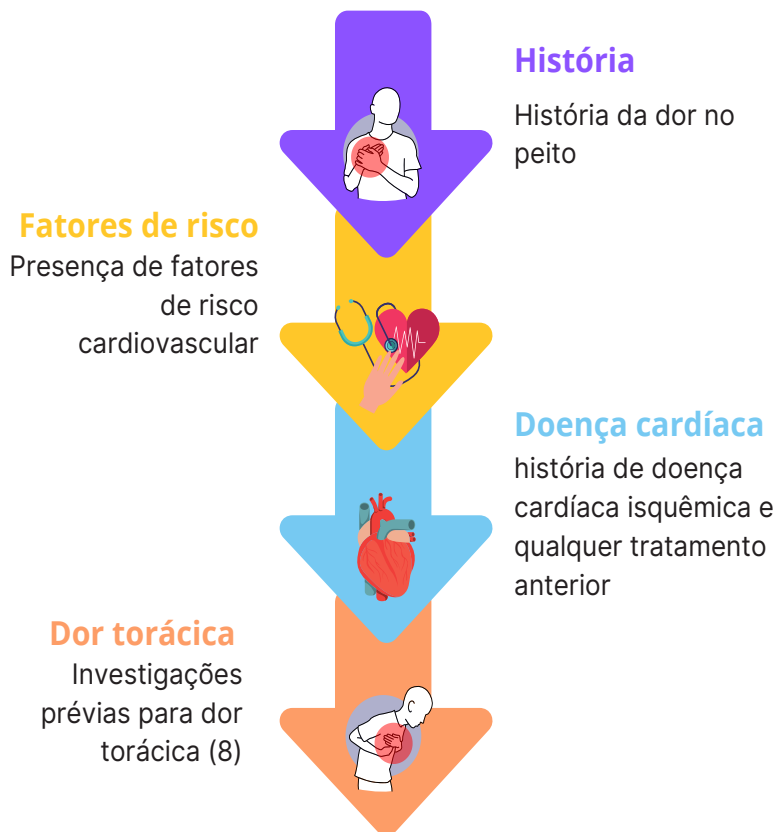 História
História da dor no
peito
Fatores de risco
Presença de fatores
de risco
cardiovascular
Doença cardíaca
história de doença
cardíaca isquêmica e
qualquer tratamento
anterior
Dor torácica
Investigações
prévias para dor
torácica (8)